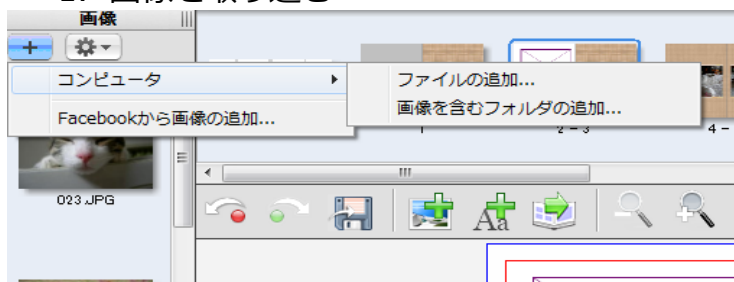 画像
コンピュータ
ファイルの追加...
Facebookから画像の追加...
画像を含むフォルダの追加...
1
2 - 3
4 -
023.JPG
Aa